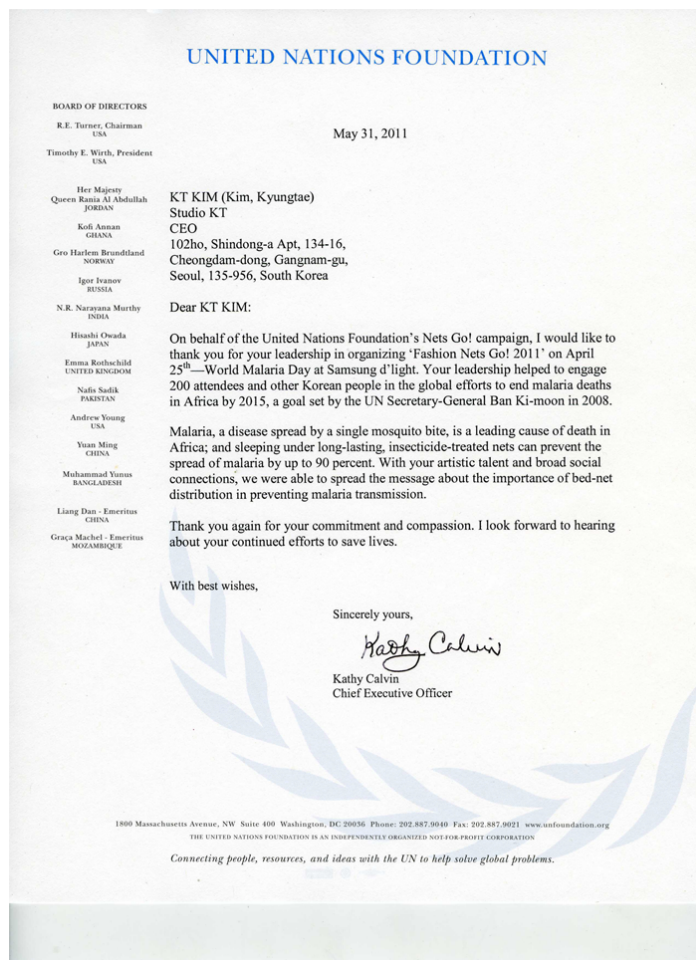 UNITED NATIONS FOUNDATION
BOARD OF DIRECTORS
R.E. Turner, Chairman
USA
Timothy E. Wirth, President
USA
Her Majesty
Queen Rania Al Abdullah
JORDAN
Kofi Annan
GHANA
Gro Harlem Brundtland
NORWAY
Igor Ivanov
RUSSIA
N.R. Narayana Murthy
INDIA
Hisashi Owada
JAPAN
Emma Rothschild
UNITED KINGDOM
Nafis Sadik
PAKISTAN
Andrew Young
USA
Yuan Ming
CHINA
Muhammad Yunus
BANGLADESH
Liang Dan - Emeritus
CHINA
Graça Machel - Emeritus
MOZAMBIQUE
May 31, 2011
KT KIM (Kim, Kyungtae)
Studio KT
CEO
102ho, Shindong-a Apt, 134-16,
Cheongdam-dong, Gangnam-gu,
Seoul, 135-956, South Korea
Dear KT KIM:
On behalf of the United Nations Foundation's Nets Go! campaign, I would like to
thank you for your leadership in organizing 'Fashion Nets Go! 2011' on April
25th—World Malaria Day at Samsung d'light. Your leadership helped to engage
200 attendees and other Korean people in the global efforts to end malaria deaths
in Africa by 2015, a goal set by the UN Secretary-General Ban Ki-moon in 2008.
Malaria, a disease spread by a single mosquito bite, is a leading cause of death in
Africa; and sleeping under long-lasting, insecticide-treated nets can prevent the
spread of malaria by up to 90 percent. With your artistic talent and broad social
connections, we were able to spread the message about the importance of bed-net
distribution in preventing malaria transmission.
Thank you again for your commitment and compassion. I look forward to hearing
about your continued efforts to save lives.
With best wishes,
Sincerely yours,
Kathy Calvin
Kathy Calvin
Chief Executive Officer
1800 Massachusetts Avenue, NW Suite 400 Washington, DC 20036 Phone: 202.887.9040 Fax: 202.887.9021 www.unfoundation.org
THE UNITED NATIONS FOUNDATION IS AN INDEPENDENTLY ORGANIZED NOT-FOR-PROFIT CORPORATION
Connecting people, resources, and ideas with the UN to help solve global problems.